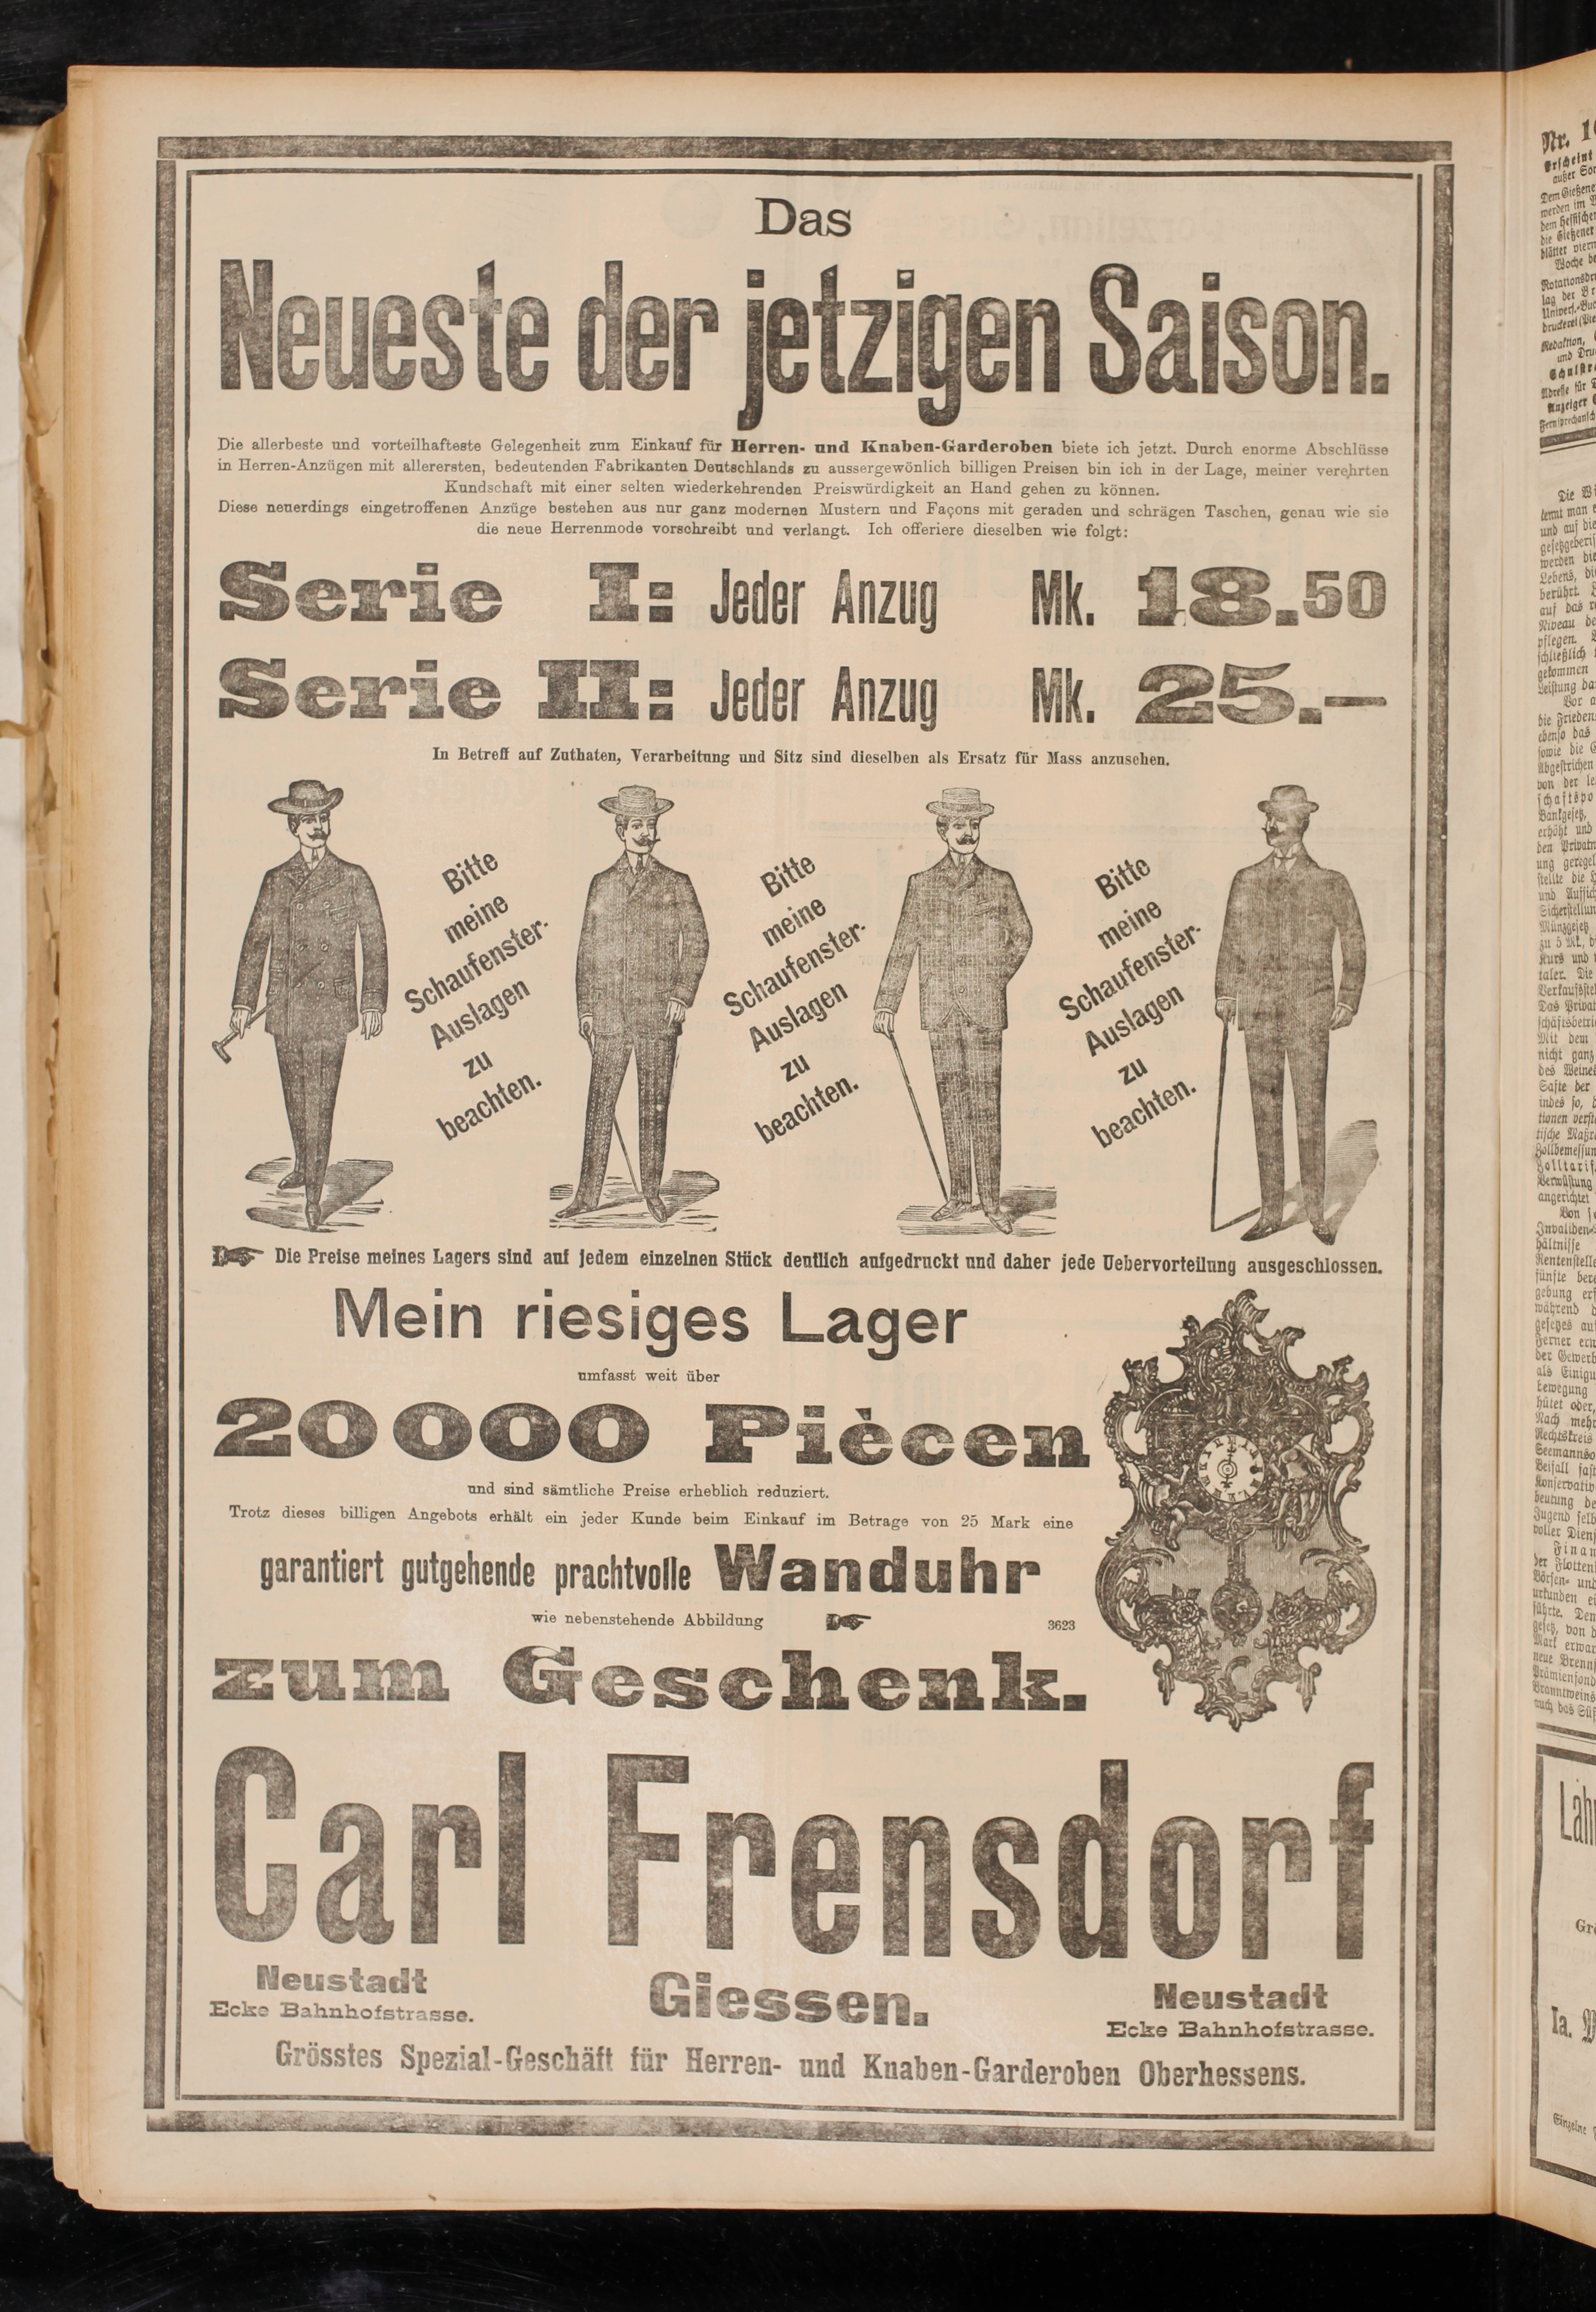 Das
Neueste der jetzigen Saison.
Die allerbeste und vorteilhafteste Gelegenheit zum Einkauf für Herren- und Knaben-Garderoben biete ich jetzt. Durch enorme Abschlüsse
in Herren-Anzügen mit allerersten, bedeutenden Fabrikanten Deutschlands zu aussergewönlich billigen Preisen bin ich in der Lage, meiner verehrten
Kundschaft mit einer selten wiederkehrenden Preiswürdigkeit an Hand gehen zu können.
Diese neuerdings eingetroffenen Anzüge bestehen aus nur ganz modernen Mustern und Façons mit geraden und schrägen Taschen, genau wie sie
die neue Herrenmode vorschreibt und verlangt. Ich offeriere dieselben wie folgt:
Serie I: Jeder Anzug Mk. 18.50
Serie II: Jeder Anzug Mk. 25.—
In Betreff auf Zuthaten, Verarbeitung und Sitz sind dieselben als Ersatz für Mass anzusehen.
Bitte
meine
Schaufenster-
Auslagen
zu
beachten.
Bitte
meine
Schaufenster-
Auslagen
zu
beachten.
Bitte
meine
Schaufenster-
Auslagen
zu
beachten.
Die Preise meines Lagers sind auf jedem einzelnen Stück deutlich aufgedruckt und daher jede Uebervorteilung ausgeschlossen.
Mein riesiges Lager
umfasst weit über
20000 Piècen
und sind sämtliche Preise erheblich reduziert.
Trotz dieses billigen Angebots erhält ein jeder Kunde beim Einkauf im Betrage von 25 Mark eine
garantiert gutgehende prachtvolle Wanduhr
wie nebenstehende Abbildung 3623
zum Geschenk.
Carl Frensdorf
Neustadt
Ecke Bahnhofstrasse.
Giessen.
Neustadt
Ecke Bahnhofstrasse.
Grösstes Spezial-Geschäft für Herren- und Knaben-Garderoben Oberhessens.